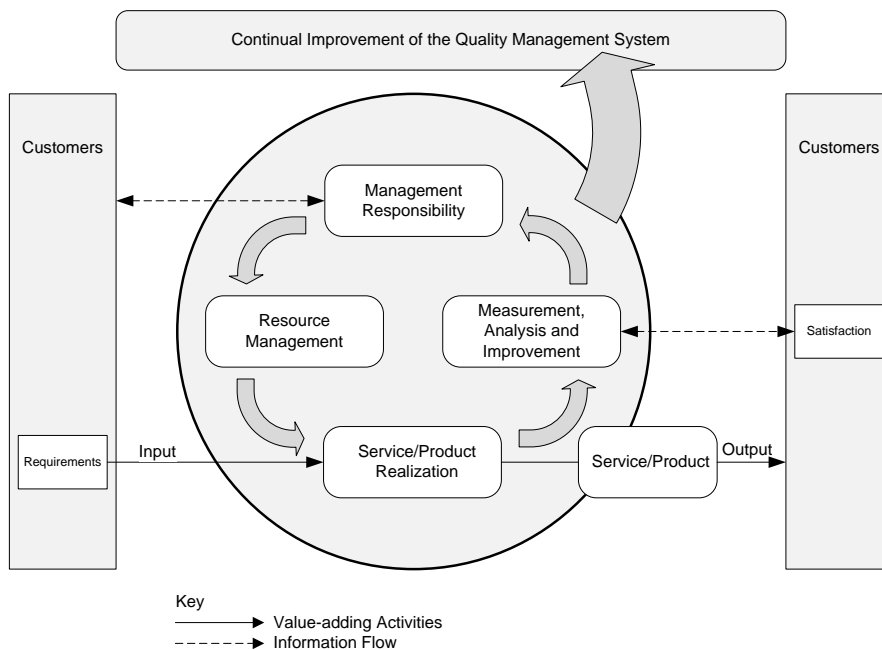 Continual Improvement of the Quality Management System
Customers
Customers
Management
Responsibility
Resource
Management
Measurement,
Analysis and
Improvement
Satisfaction
Requirements
Input
Service/Product
Realization
Service/Product
Output
Key
Value-adding Activities
Information Flow